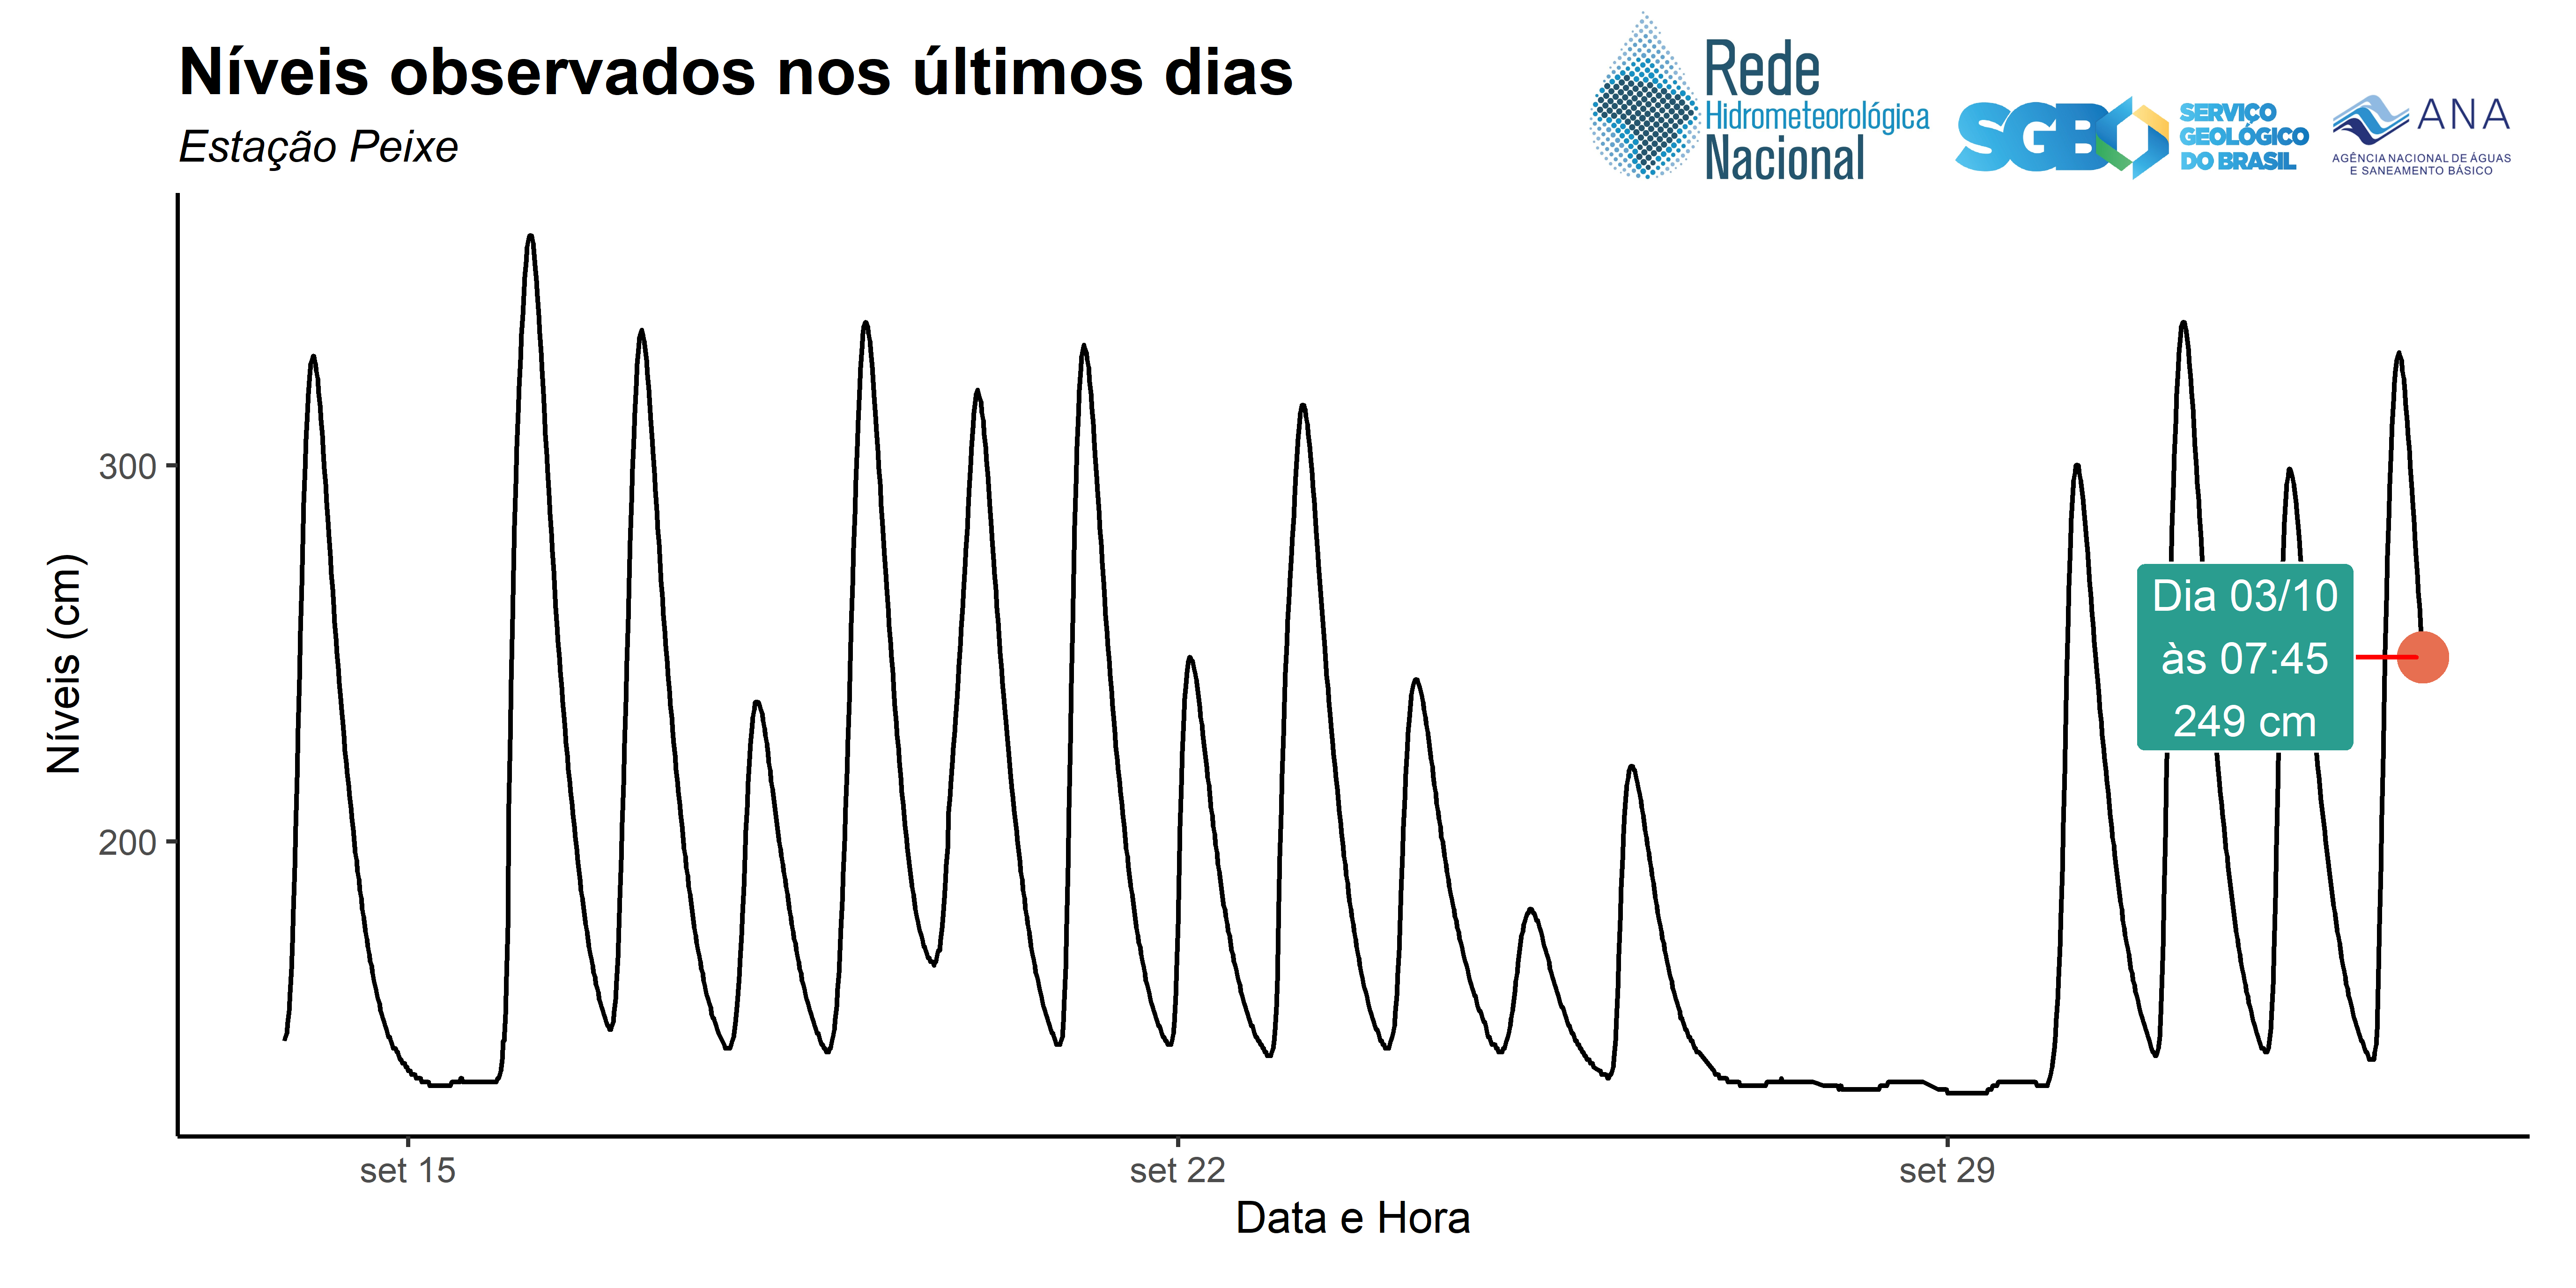 Níveis observados nos últimos dias
Estação Peixe
Rede
Hidrometeorológica
Nacional
SGB
SERVIÇO
GEOLÓGICO
DO BRASIL
ANA
AGÊNCIA NACIONAL DE ÁGUAS
E SANEAMENTO BÁSICO
Níveis (cm)
300
200
Dia 03/10
às 07:45
249 cm
set 15
set 22
set 29
Data e Hora